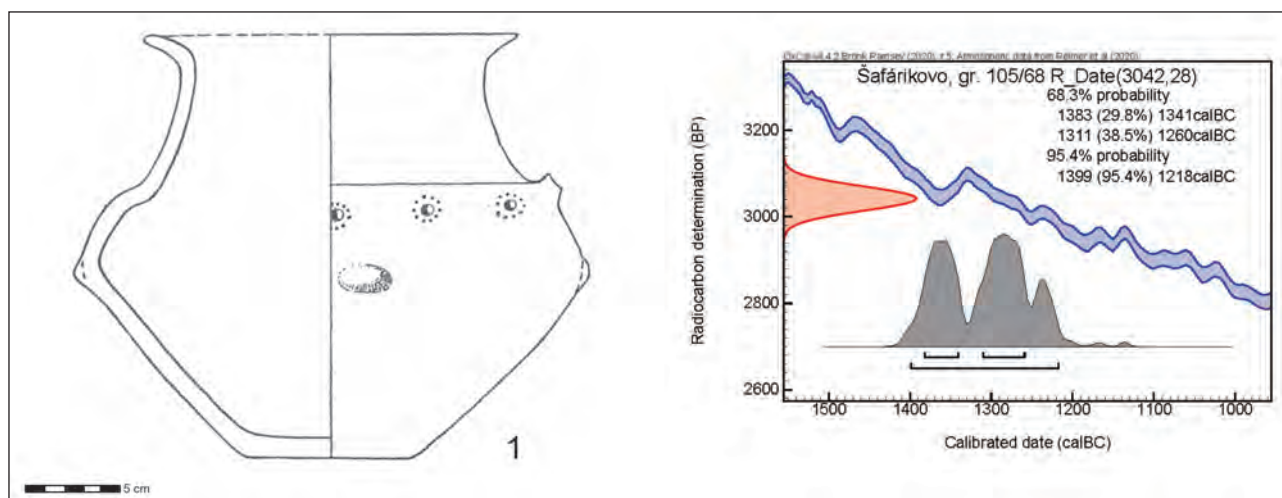 1
5 cm
Šafárikovo, gr. 105/68 R_Date(3042,28)
68.3% probability
1383 (29.8%) 1341calBC
1311 (38.5%) 1260calBC
95.4% probability
1399 (95.4%) 1218calBC
Radiocarbon determination (BP)
3200
3000
2800
2600
1500 1400 1300 1200 1100 1000
Calibrated date (calBC)